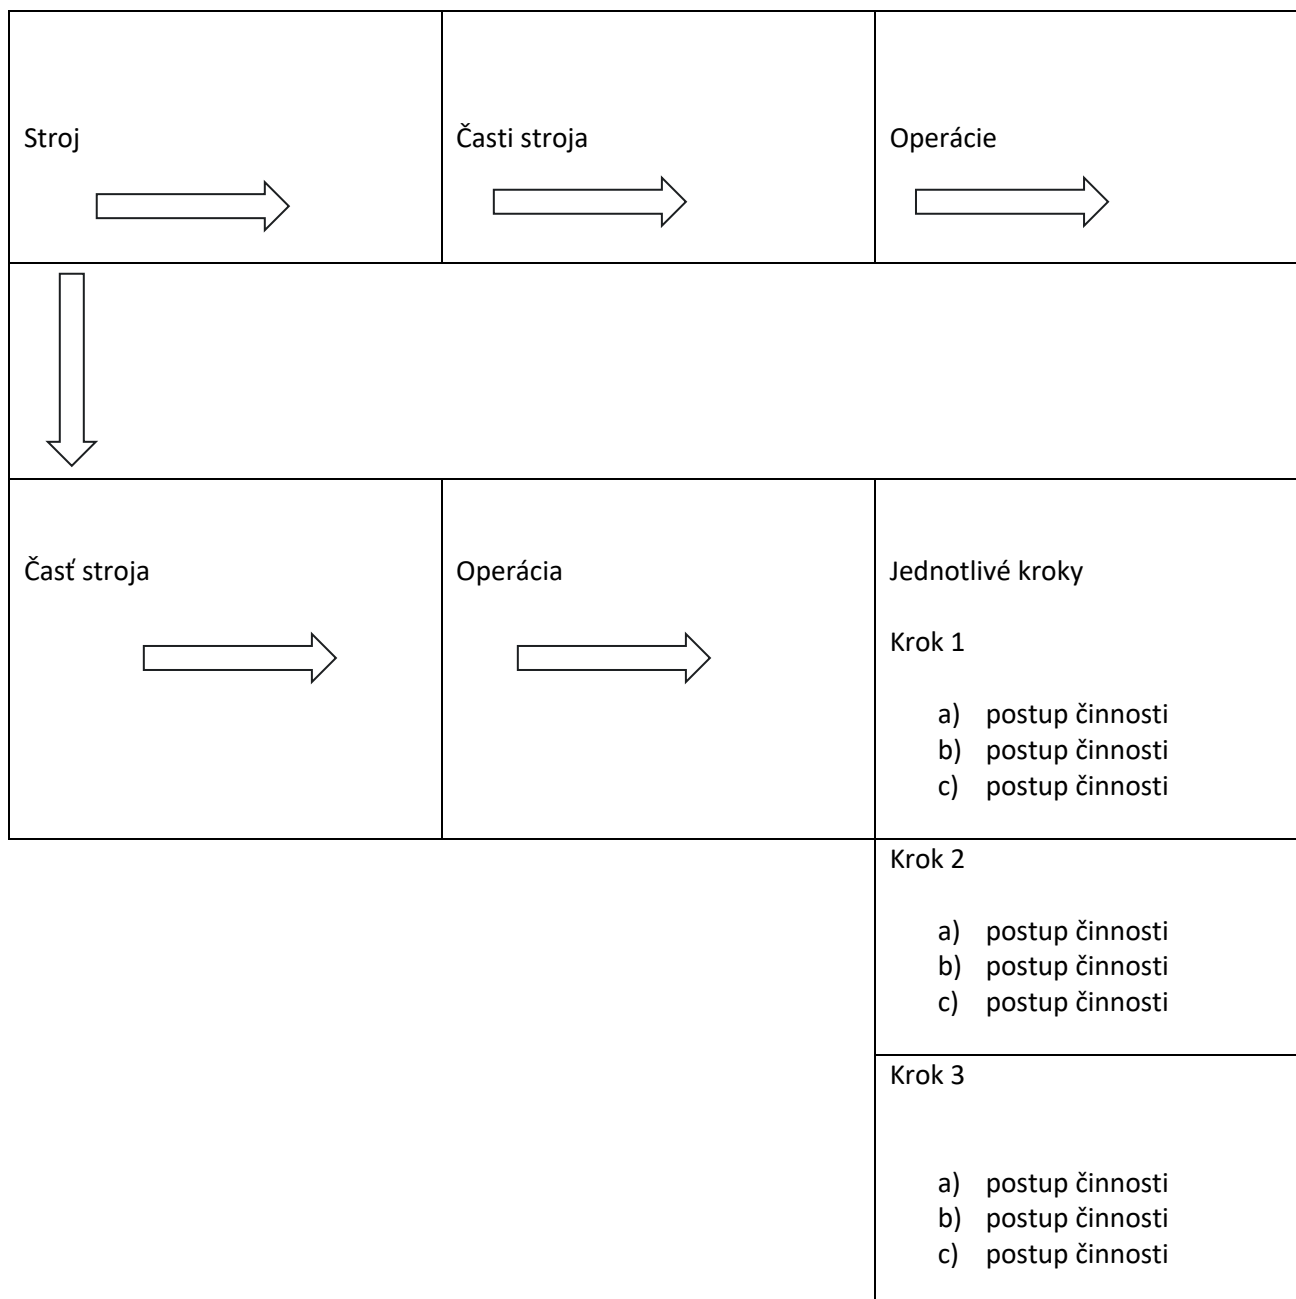 Stroj
Časti stroja
Operácie
Časť stroja
Operácia
Jednotlivé kroky
Krok 1
a) postup činnosti
b) postup činnosti
c) postup činnosti
Krok 2
a) postup činnosti
b) postup činnosti
c) postup činnosti
Krok 3
a) postup činnosti
b) postup činnosti
c) postup činnosti